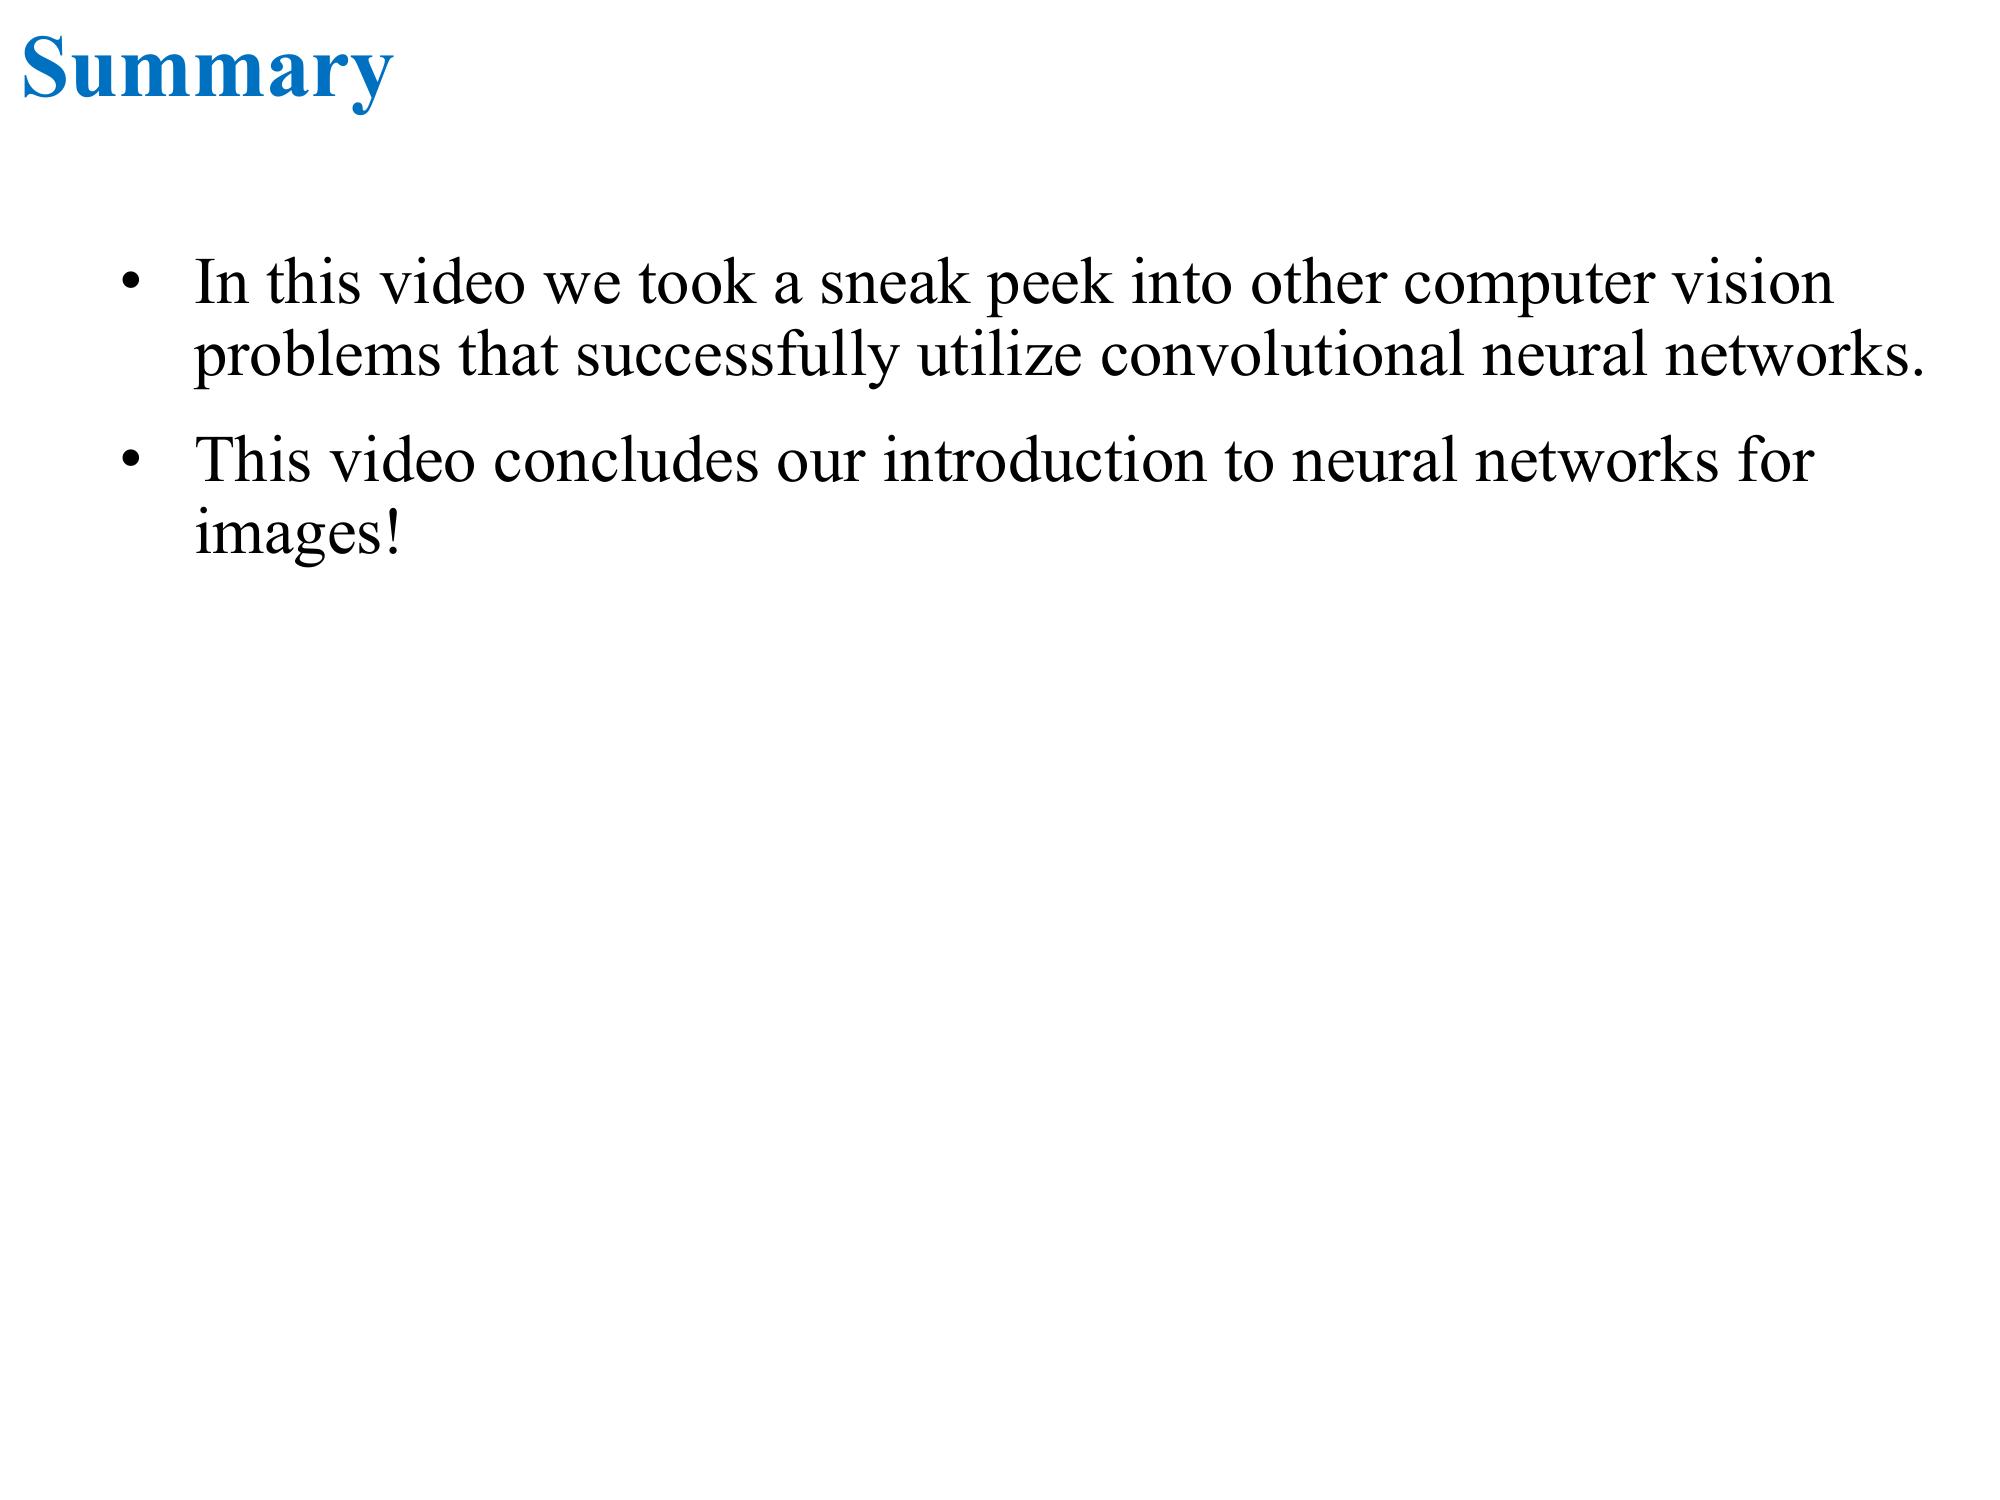 Summary
• In this video we took a sneak peek into other computer vision
problems that successfully utilize convolutional neural networks.
• This video concludes our introduction to neural networks for
images!